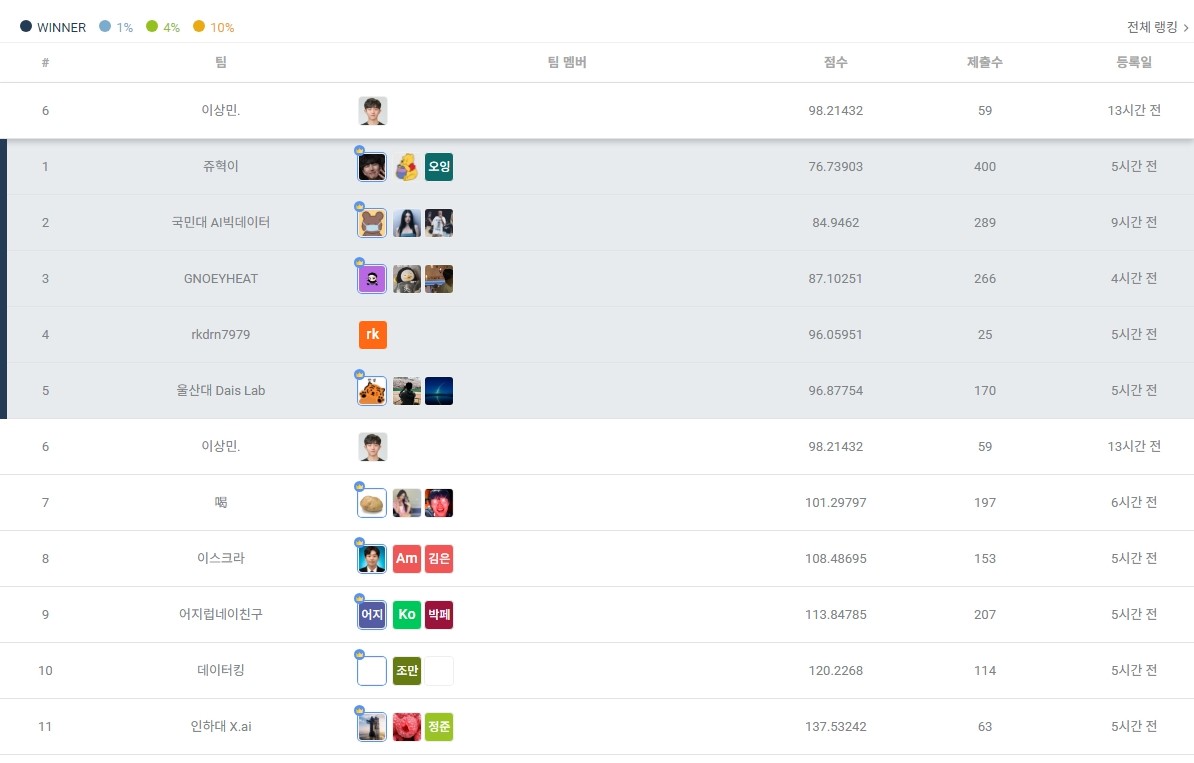 WINNER 1% 4% 10% 전체 랭킹 >
# 팀 팀 멤버 점수 제출수 등록일
6 이상민. 98.21432 59 13시간 전
1 쥬혁이 오잉 76.73903 400 5시간 전
2 국민대 AI빅데이터 84.9462 289 9시간 전
3 GNOEYHEAT 87.10251 266 4시간 전
4 rkdrn7979 rk 96.05951 25 5시간 전
5 울산대 Dais Lab 96.87754 170 5시간 전
6 이상민. 98.21432 59 13시간 전
7 喝 101.29797 197 6시간 전
8 이스크라 Am 김은 108.48695 153 5시간 전
9 어지럽네이친구 어지 Ko 박페 113.84785 207 5시간 전
10 데이터킹 조만 120.2268 114 5시간 전
11 인하대 X.ai 정준 137.53242 63 5시간 전